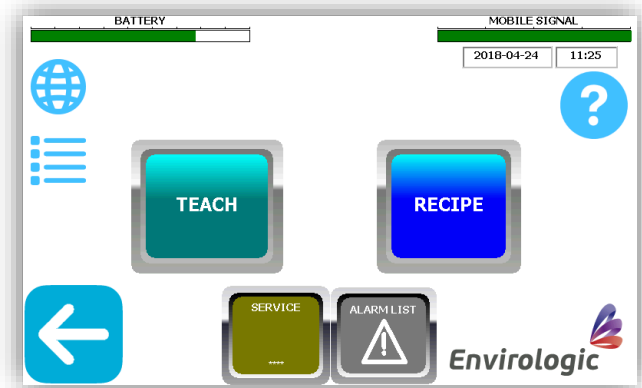 BATTERY
MOBILE SIGNAL
2018-04-24 11:25
?
TEACH
RECIPE
SERVICE
****
ALARM LIST
Envirologic